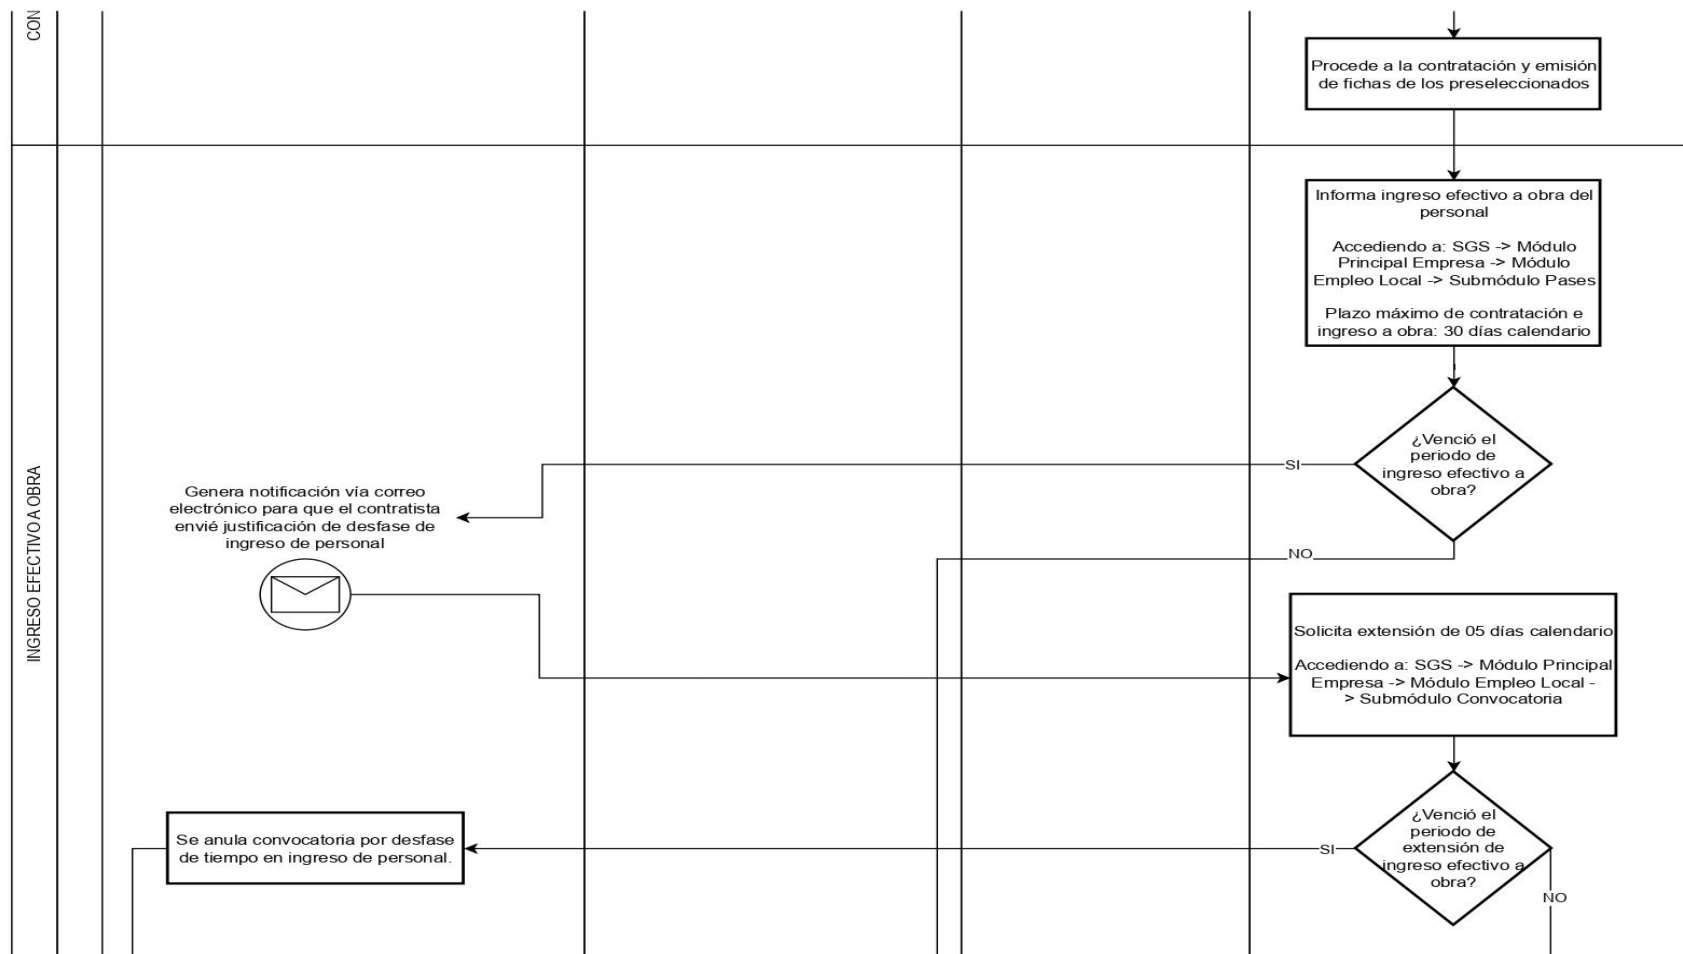 CON
Procede a la contratación y emisión
de fichas de los preseleccionados
INGRESO EFECTIVO A OBRA
Informa ingreso efectivo a obra del
personal
Accediendo a: SGS -> Módulo
Principal Empresa -> Módulo
Empleo Local -> Submódulo Pases
Plazo máximo de contratación e
ingreso a obra: 30 días calendario
¿Venció el
periodo de
ingreso efectivo a
obra?
SI
NO
Genera notificación vía correo
electrónico para que el contratista
envié justificación de desfase de
ingreso de personal
Solicita extensión de 05 días calendario
Accediendo a: SGS -> Módulo Principal
Empresa -> Módulo Empleo Local -
> Submódulo Convocatoria
¿Venció el
periodo de
extensión de
ingreso efectivo a
obra?
SI
NO
Se anula convocatoria por desfase
de tiempo en ingreso de personal.